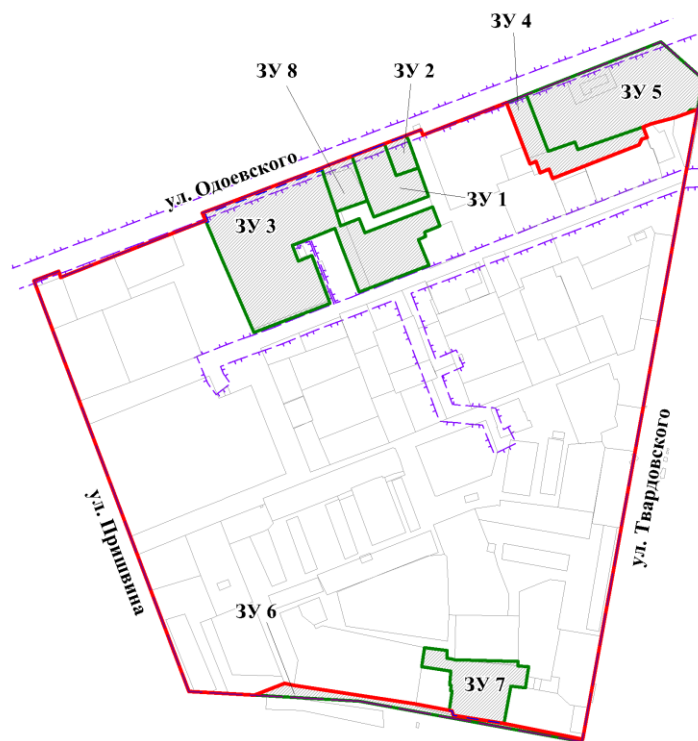 ЗУ 4
ЗУ 8
ЗУ 2
ЗУ 5
ул. Одоевского
ЗУ 1
ЗУ 3
ул. Твардовского
ул. Пришвина
ЗУ 6
ЗУ 7